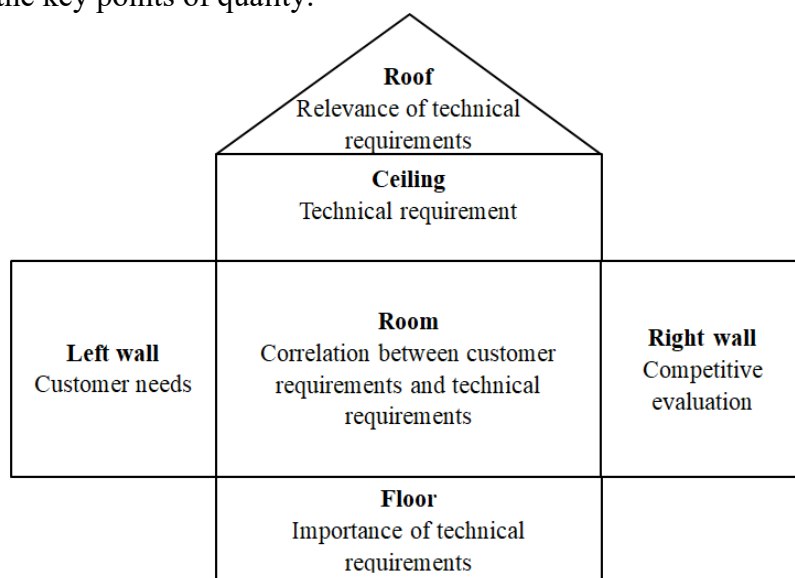 the key points of quality.
Roof
Relevance of technical
requirements
Ceiling
Technical requirement
Left wall
Customer needs
Room
Correlation between customer
requirements and technical
requirements
Right wall
Competitive
evaluation
Floor
Importance of technical
requirements